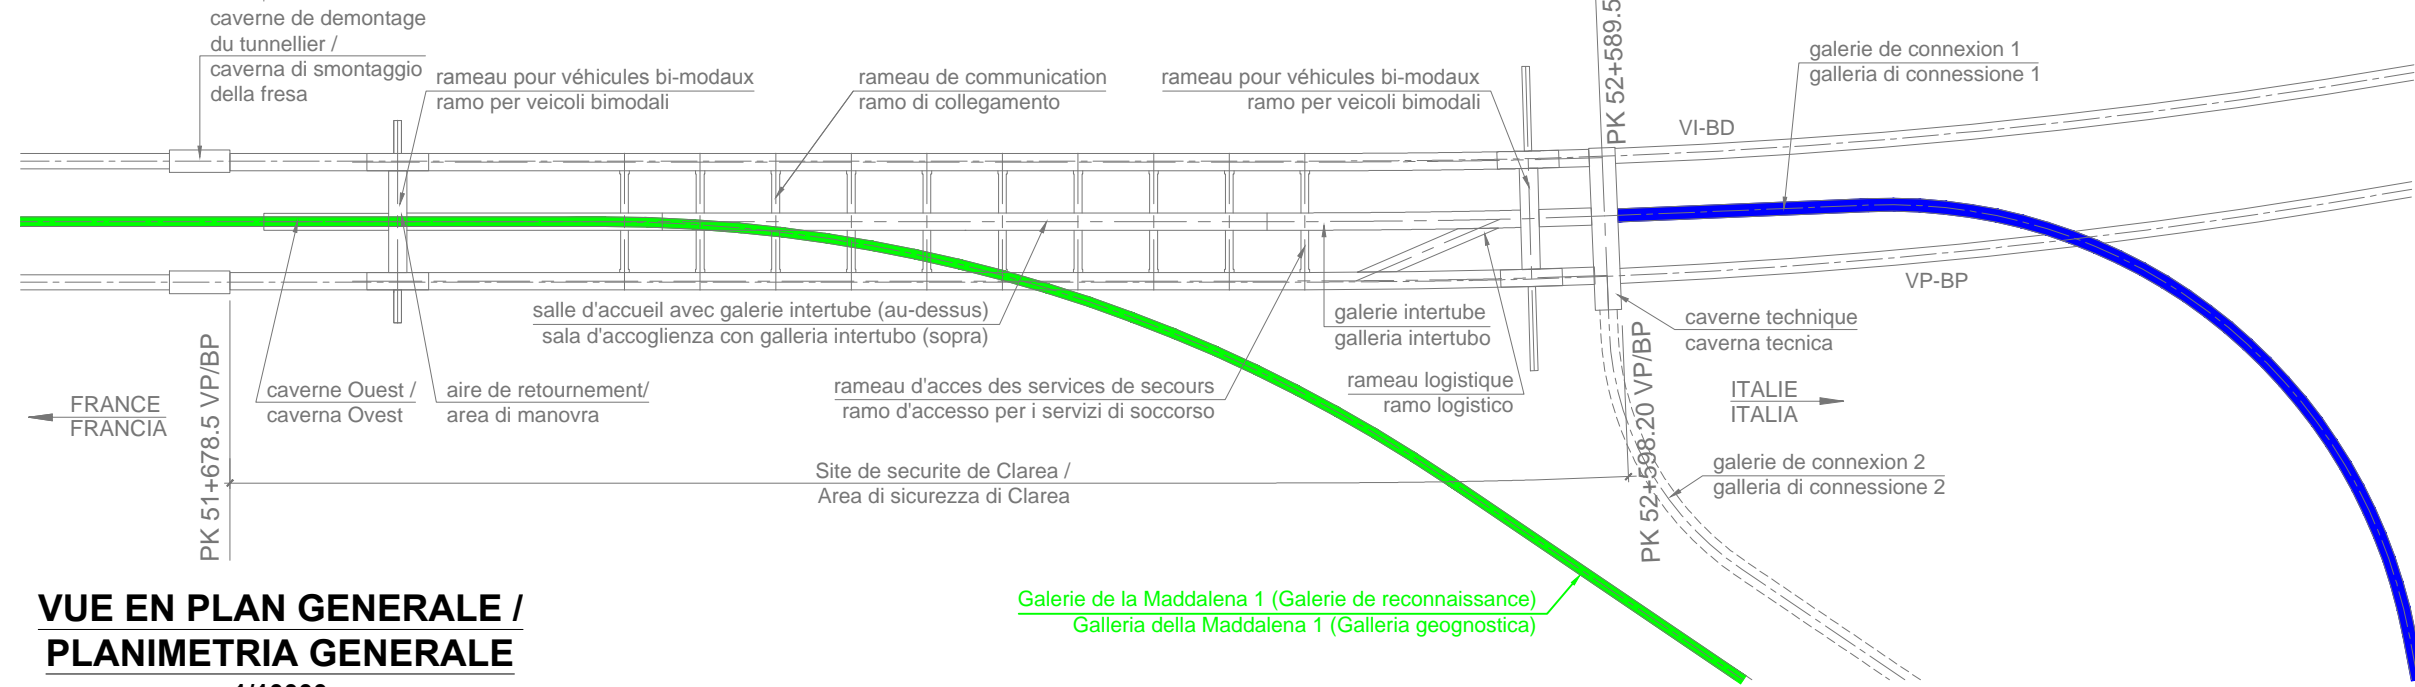 caverne de demontage
du tunnellier /
caverna di smontaggio
della fresa
rameau pour véhicules bi-modaux
ramo per veicoli bimodali
rameau de communication
ramo di collegamento
rameau pour véhicules bi-modaux
ramo per veicoli bimodali
PK 52+589.5
galerie de connexion 1
galleria di connessione 1
VI-BD
VP-BP
salle d'accueil avec galerie intertube (au-dessus)
sala d'accoglienza con galleria intertubo (sopra)
galerie intertube
galleria intertubo
caverne technique
caverna tecnica
caverne Ouest /
caverna Ovest
aire de retournement/
area di manovra
rameau d'acces des services de secours
ramo d'accesso per i servizi di soccorso
rameau logistique
ramo logistico
FRANCE
FRANCIA
ITALIE
ITALIA
PK 51+678.5 VP/BP
PK 52+598.20 VP/BP
Site de securite de Clarea /
Area di sicurezza di Clarea
galerie de connexion 2
galleria di connessione 2
Galerie de la Maddalena 1 (Galerie de reconnaissance)
Galleria della Maddalena 1 (Galleria geognostica)
VUE EN PLAN GENERALE /
PLANIMETRIA GENERALE